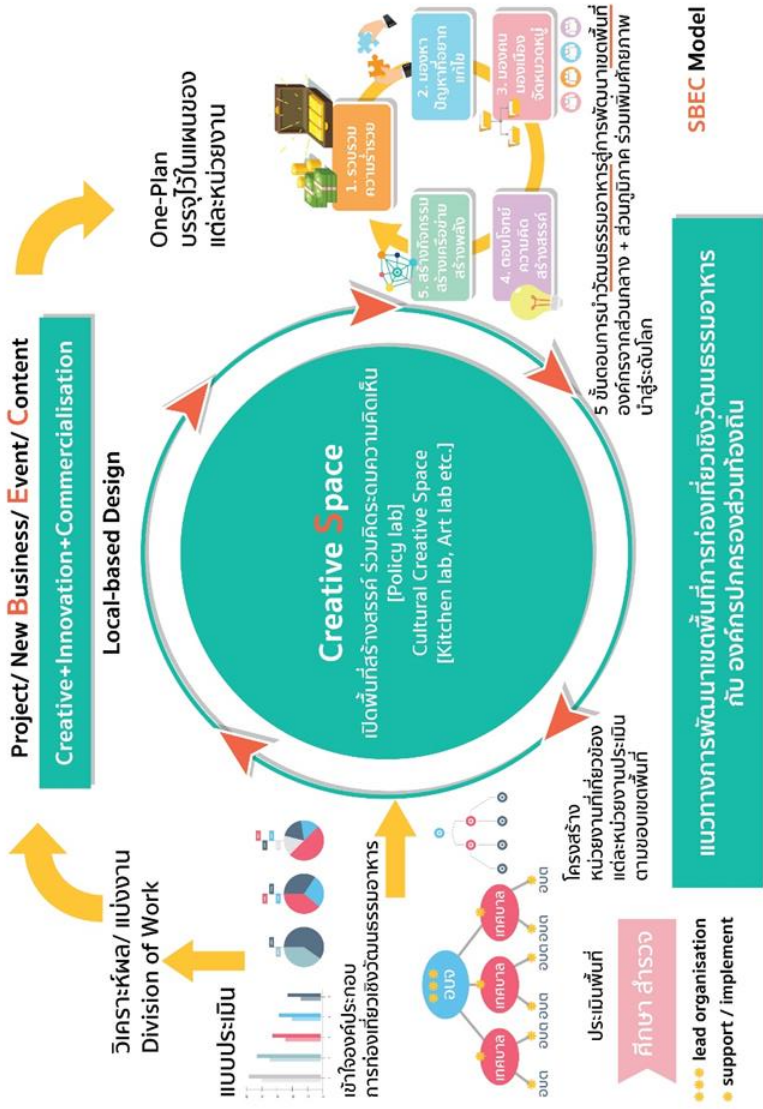 Project/ New Business/ Event/ Content
Creative+Innovation+Commercialisation
Local-based Design
วิเคราะห์ผล/ แบ่งงาน
Division of Work
One-Plan
บรรจุไว้ในแผนของ
แต่ละหน่วยงาน
แบบประเมิน
เข้าใจองค์ประกอบ
การท่องเที่ยวเชิงวัฒนธรรมอาหาร
Creative Space
เปิดพื้นที่สร้างสรรค์ ร่วมคิดระดมความคิดเห็น
[Policy lab]
Cultural Creative Space
[Kitchen lab, Art lab etc.]
1. รวบรวม
ความร่ำรวย
2. มองหา
ปัญหาที่อยาก
แก้ไข
3. มองคน
มองเมือง
จัดหมวดหมู่
4. ตอบโจทย์
ความคิด
สร้างสรรค์
5. สร้างกิจกรรม
สร้างเครือข่าย
สร้างพลัง
5 ขั้นตอนการนำวัฒนธรรมอาหารสู่การพัฒนาเขตพื้นที่
องค์กรจากส่วนกลาง + ส่วนภูมิภาค ร่วมเพิ่มศักยภาพ
นำสู่ระดับโลก
อบจ
เทศบาล
เทศบาล
เทศบาล
อบต
อบต
อบต
อบต
อบต
อบต
โครงสร้าง
หน่วยงานที่เกี่ยวข้อง
แต่ละหน่วยงานประเมิน
ตามขอบเขตพื้นที่
ประเมินพื้นที่
ศึกษา สำรวจ
lead organisation
support / implement
แนวทางการพัฒนาเขตพื้นที่การท่องเที่ยวเชิงวัฒนธรรมอาหาร
กับ องค์กรปกครองส่วนท้องถิ่น
SBEC Model